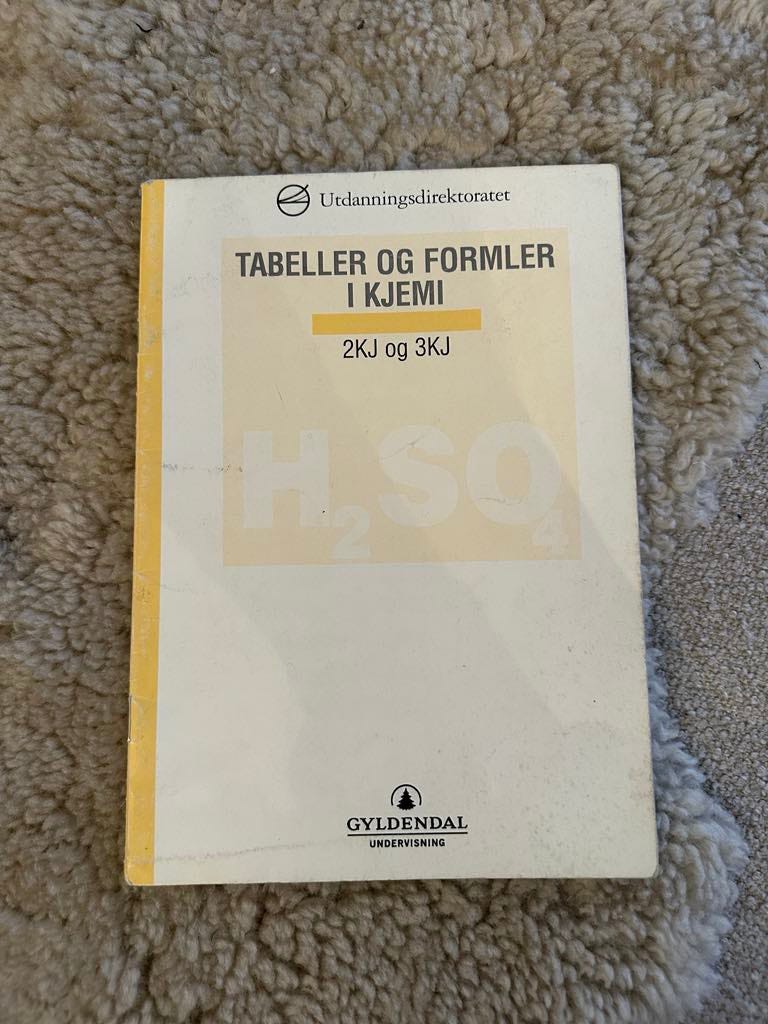 Utdanningsdirektoratet
TABELLER OG FORMLER
I KJEMI
2KJ og 3KJ
H2SO4
GYLDENDAL
UNDERVISNING